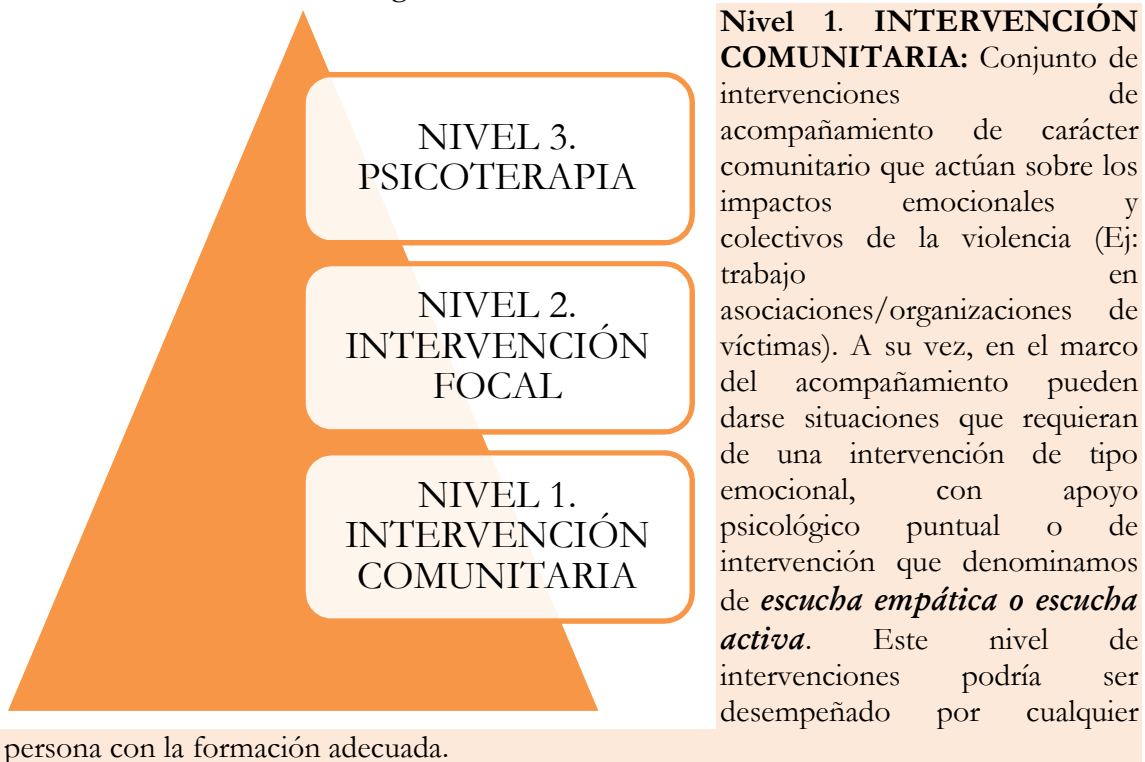 NIVEL 3.
PSICOTERAPIA
NIVEL 2.
INTERVENCIÓN
FOCAL
NIVEL 1.
INTERVENCIÓN
COMUNITARIA
Nivel 1. INTERVENCIÓN
COMUNITARIA: Conjunto de
intervenciones de
acompañamiento de carácter
comunitario que actúan sobre los
impactos emocionales y
colectivos de la violencia (Ej:
trabajo en
asociaciones/organizaciones de
víctimas). A su vez, en el marco
del acompañamiento pueden
darse situaciones que requieran
de una intervención de tipo
emocional, con apoyo
psicológico puntual o de
intervención que denominamos
de escucha empática o escucha
activa. Este nivel de
intervenciones podría ser
desempeñado por cualquier
persona con la formación adecuada.